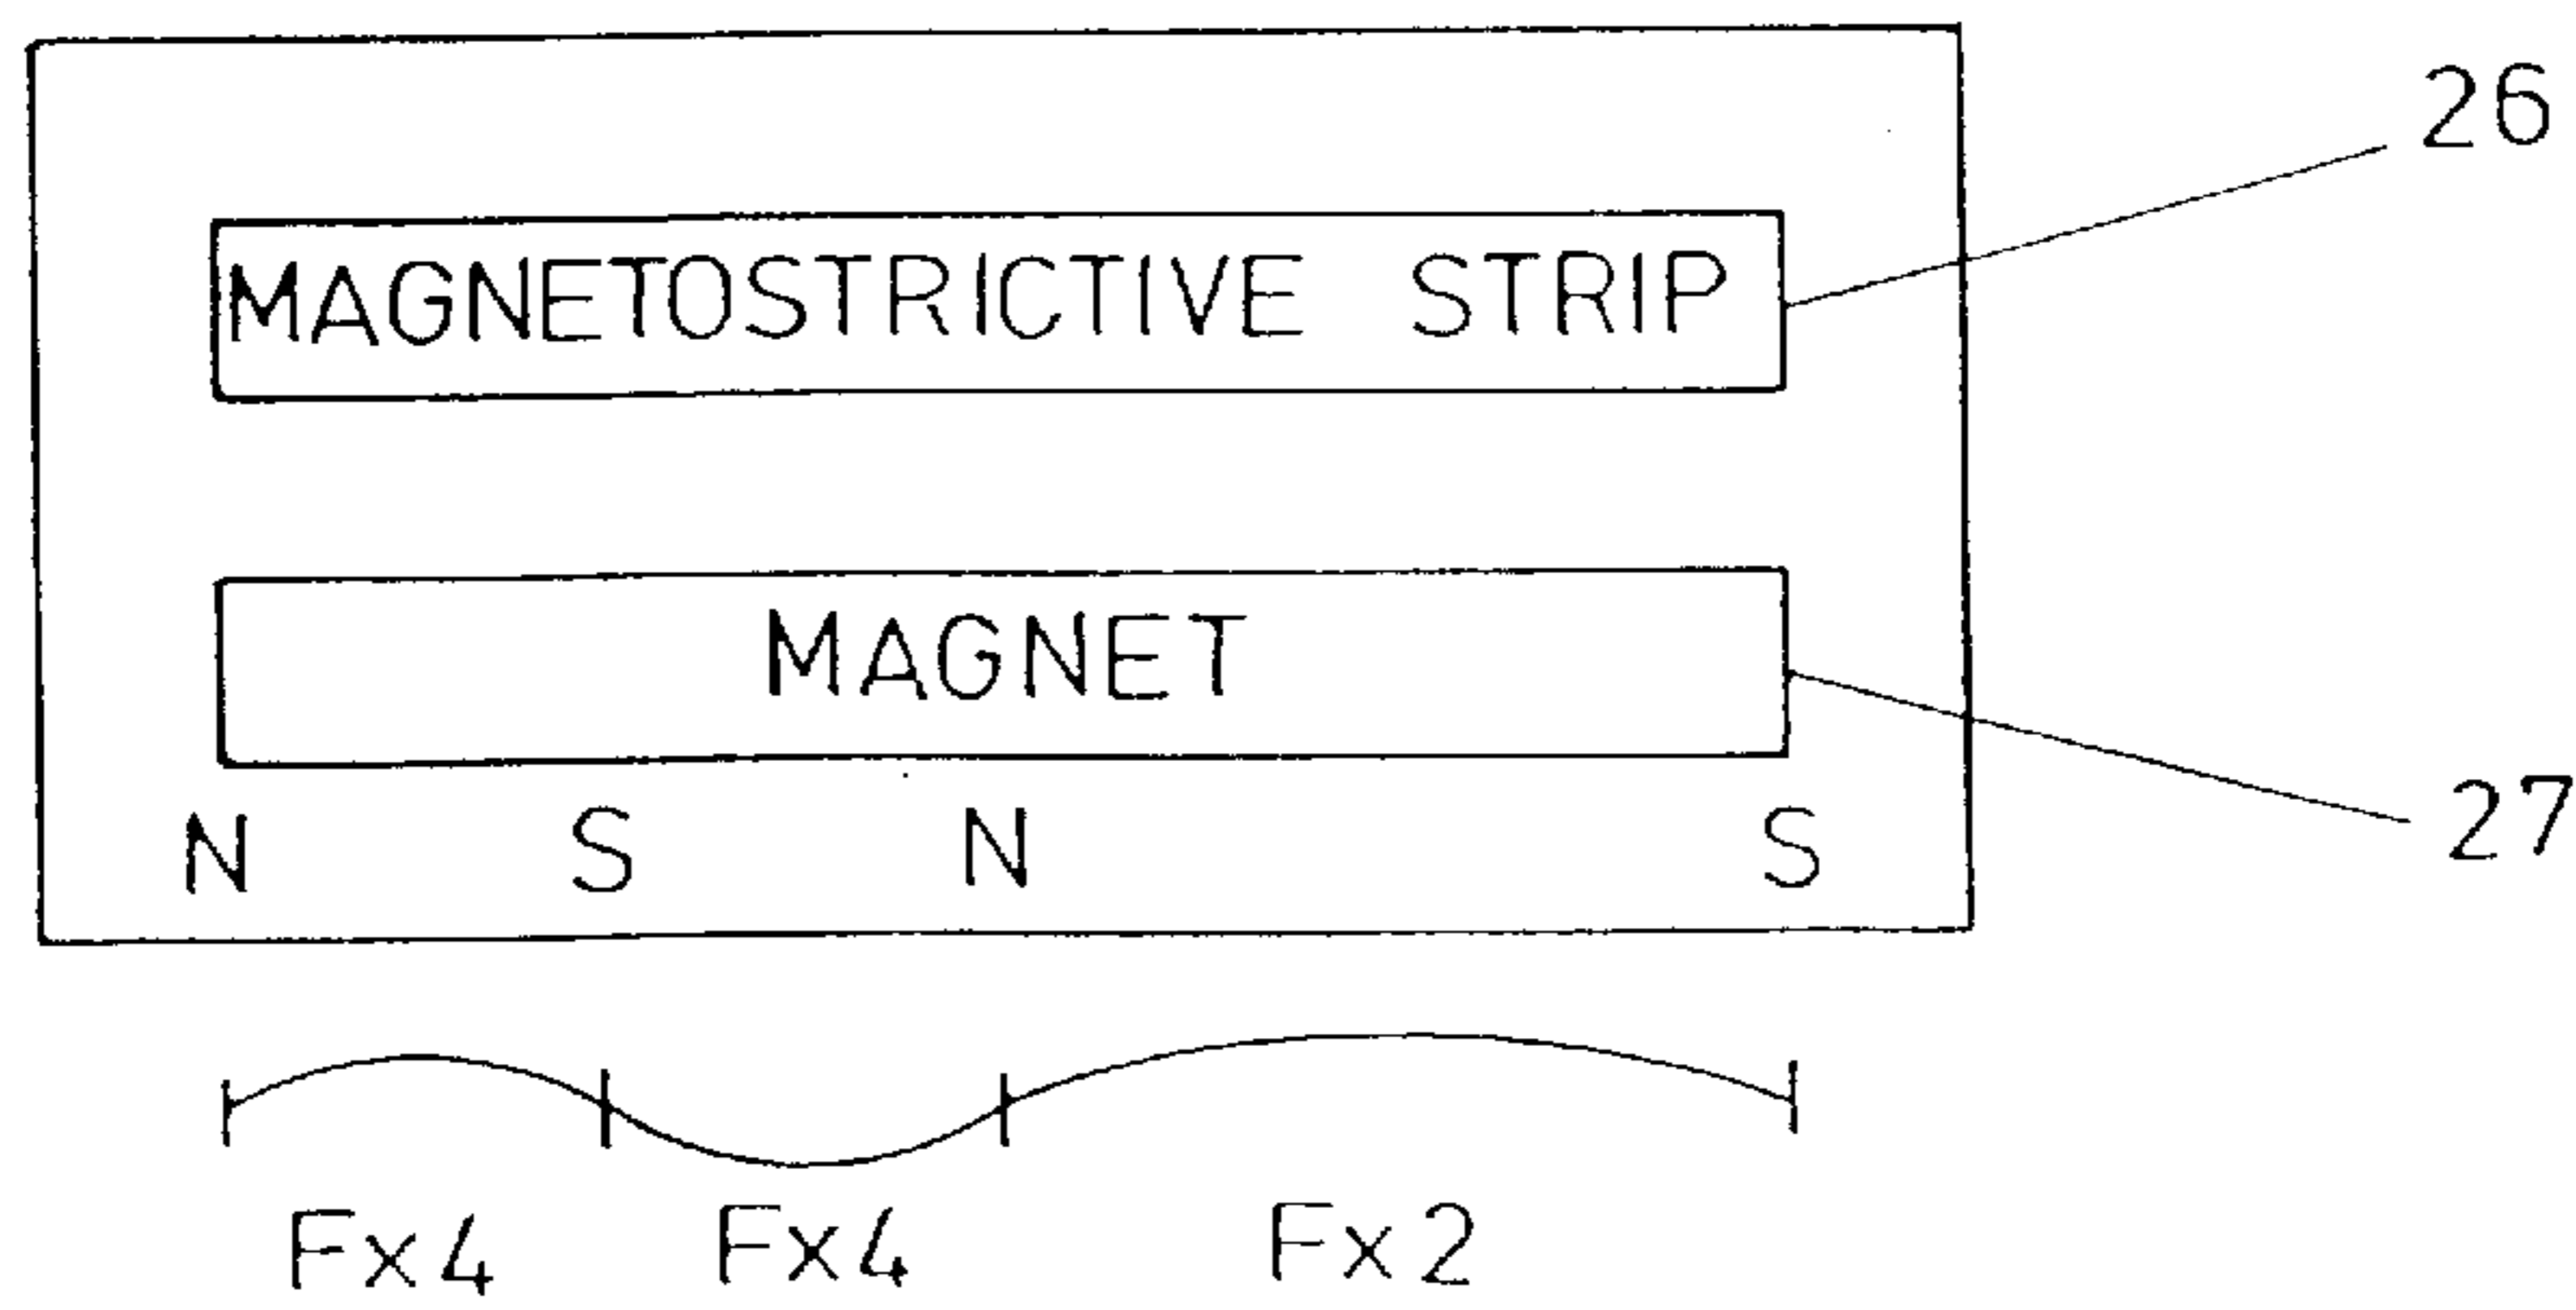 26
MAGNETOSTRICTIVE STRIP
MAGNET
27
N S N S
Fx4 Fx4 Fx2